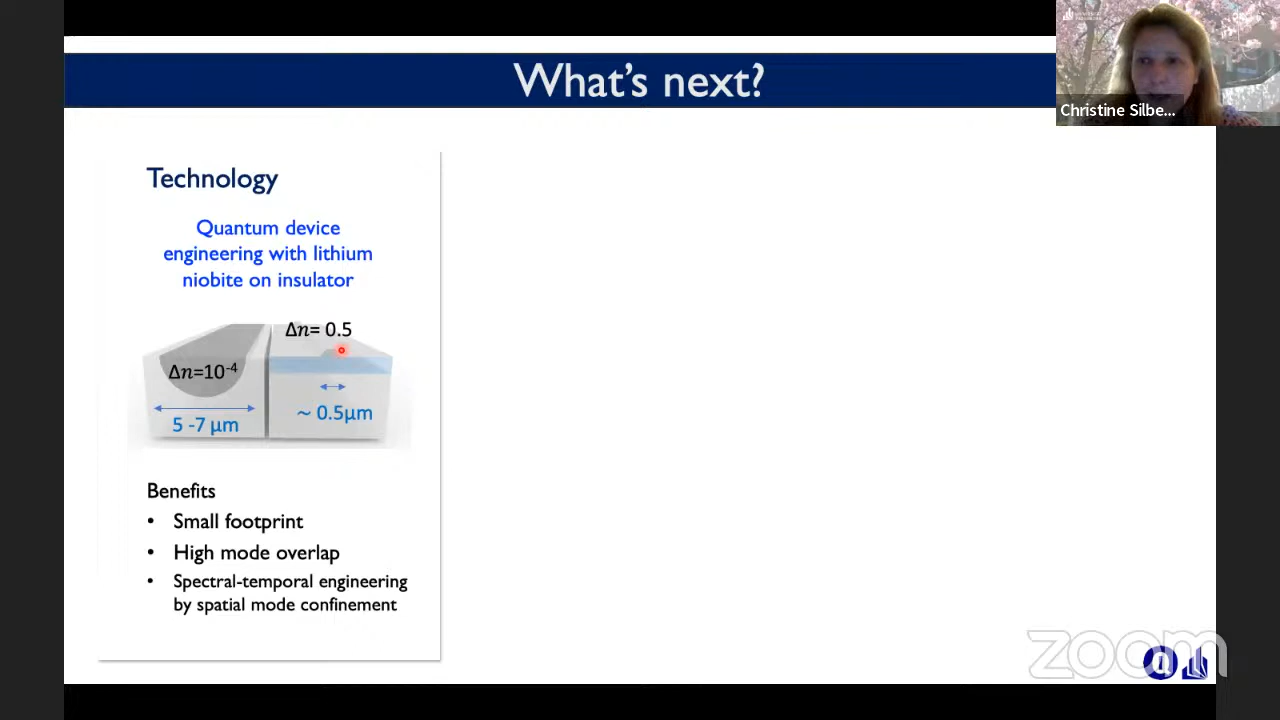 What's next?
Christine Silbe...
Technology
Quantum device
engineering with lithium
niobite on insulator
Δn= 0.5
Δn=10⁻⁴
5 -7 μm
~ 0.5μm
Benefits
• Small footprint
• High mode overlap
• Spectral-temporal engineering
by spatial mode confinement
zoom